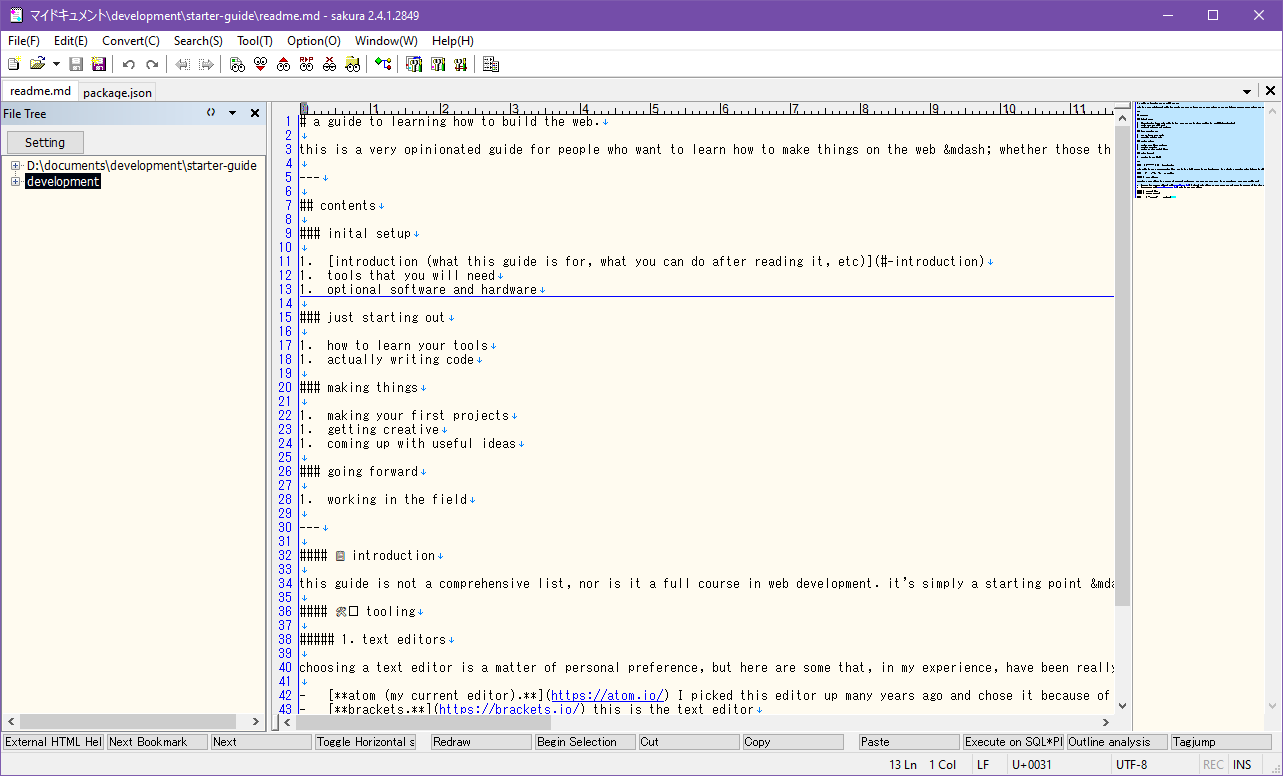 マイドキュメント\development\starter-guide\readme.md - sakura 2.4.1.2849
File(F) Edit(E) Convert(C) Search(S) Tool(T) Option(O) Window(W) Help(H)
readme.md package.json
File Tree
Setting
D:\documents\development\starter-guide
development
0 1 2 3 4 5 6 7 8 9 10 11
1 # a guide to learning how to build the web.
2
3 this is a very opinionated guide for people who want to learn how to make things on the web &mdash; whether those th
4
5 ---
6
7 ## contents
8
9 ### inital setup
10
11 1. [introduction (what this guide is for, what you can do after reading it, etc)](#-introduction)
12 1. tools that you will need
13 1. optional software and hardware
14
15 ### just starting out
16
17 1. how to learn your tools
18 1. actually writing code
19
20 ### making things
21
22 1. making your first projects
23 1. getting creative
24 1. coming up with useful ideas
25
26 ### going forward
27
28 1. working in the field
29
30 ---
31
32 #### introduction
33
34 this guide is not a comprehensive list, nor is it a full course in web development. it's simply a starting point &mda
35
36 #### 🛠️ tooling
37
38 ##### 1. text editors
39
40 choosing a text editor is a matter of personal preference, but here are some that, in my experience, have been really
41
42 - [**atom (my current editor).**](https://atom.io/) I picked this editor up many years ago and chose it because of
43 - [**brackets.**](https://brackets.io/) this is the text editor
External HTML Hel Next Bookmark Next Toggle Horizontal s Redraw Begin Selection Cut Copy Paste Execute on SQL*Pl Outline analysis Tagjump
13 Ln 1 Col LF U+0031 UTF-8 REC INS